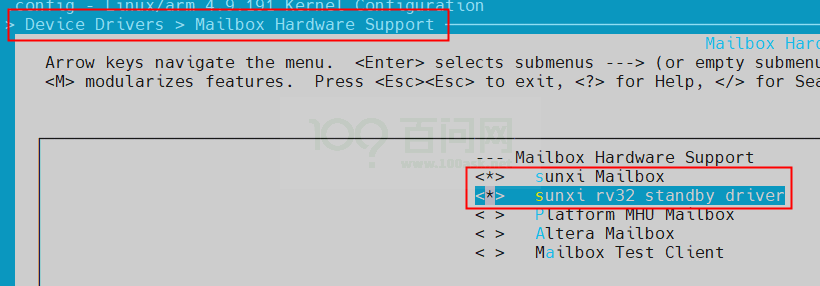 config - Linux/arm 4.9.191 Kernel Configuration
> Device Drivers > Mailbox Hardware Support
Mailbox Hard
Arrow keys navigate the menu. <Enter> selects submenus ---> (or empty submenu
<M> modularizes features. Press <Esc><Esc> to exit, <?> for Help, </> for Sea
100 百问网
www.100ask.net
--- Mailbox Hardware Support
<*> sunxi Mailbox
<*> sunxi rv32 standby driver
< > Platform MHU Mailbox
< > Altera Mailbox
< > Mailbox Test Client